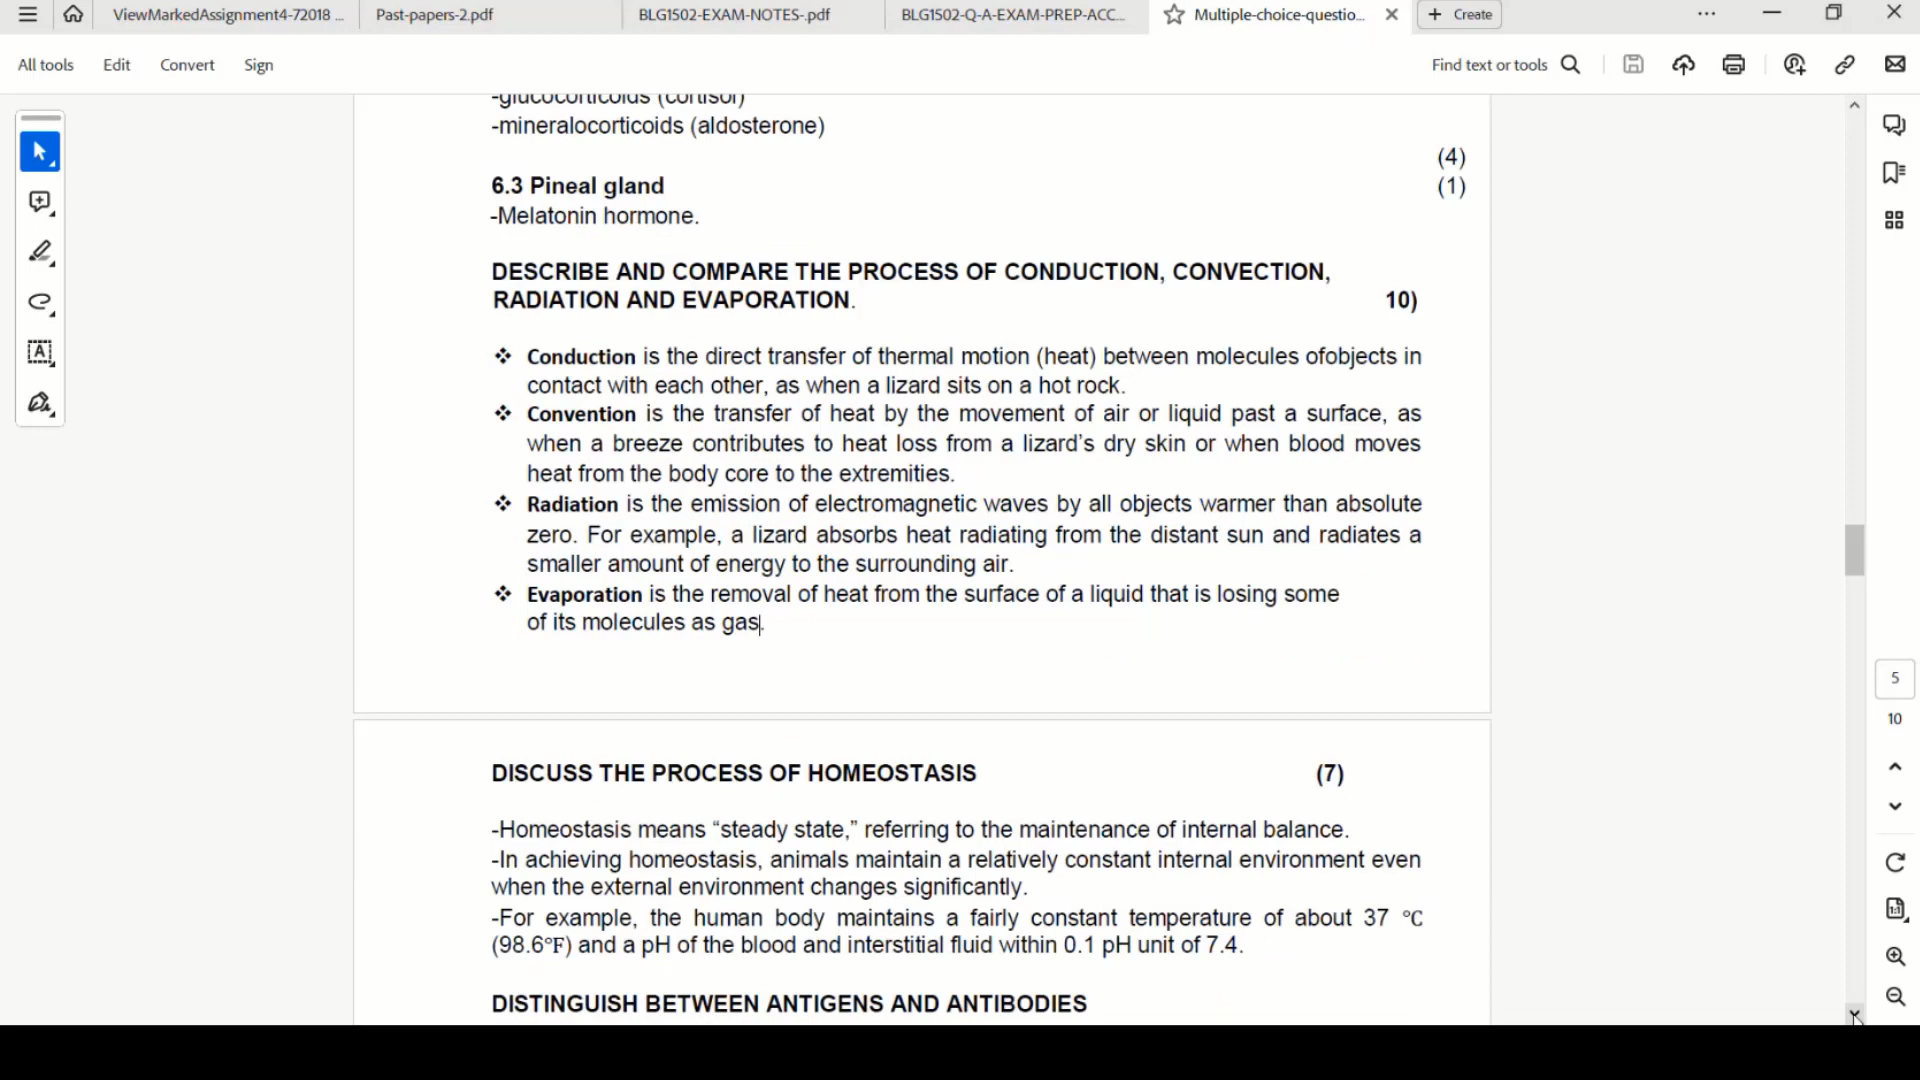 ViewMarkedAssignment4-72018 ...
Past-papers-2.pdf
BLG1502-EXAM-NOTES-.pdf
BLG1502-Q-A-EXAM-PREP-ACC...
Multiple-choice-questio...
Create
All tools
Edit
Convert
Sign
Find text or tools
-glucocorticoids (cortisol)
-mineralocorticoids (aldosterone)
(4)
6.3 Pineal gland (1)
-Melatonin hormone.
DESCRIBE AND COMPARE THE PROCESS OF CONDUCTION, CONVECTION,
RADIATION AND EVAPORATION. 10)
❖ Conduction is the direct transfer of thermal motion (heat) between molecules ofobjects in
contact with each other, as when a lizard sits on a hot rock.
❖ Convention is the transfer of heat by the movement of air or liquid past a surface, as
when a breeze contributes to heat loss from a lizard's dry skin or when blood moves
heat from the body core to the extremities.
❖ Radiation is the emission of electromagnetic waves by all objects warmer than absolute
zero. For example, a lizard absorbs heat radiating from the distant sun and radiates a
smaller amount of energy to the surrounding air.
❖ Evaporation is the removal of heat from the surface of a liquid that is losing some
of its molecules as gas.
DISCUSS THE PROCESS OF HOMEOSTASIS (7)
-Homeostasis means “steady state,” referring to the maintenance of internal balance.
-In achieving homeostasis, animals maintain a relatively constant internal environment even
when the external environment changes significantly.
-For example, the human body maintains a fairly constant temperature of about 37 °C
(98.6°F) and a pH of the blood and interstitial fluid within 0.1 pH unit of 7.4.
DISTINGUISH BETWEEN ANTIGENS AND ANTIBODIES
5
10
1:1